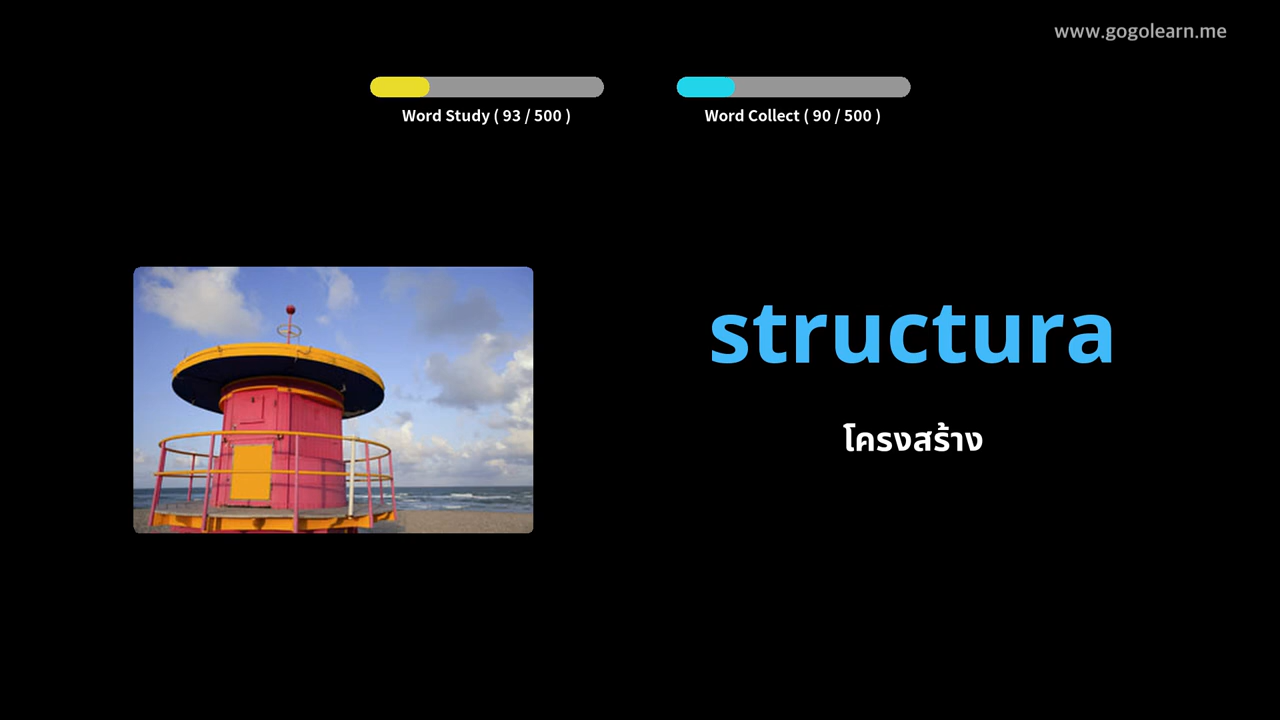 www.gogolearn.me
Word Study ( 93 / 500 )
Word Collect ( 90 / 500 )
structura
โครงสร้าง